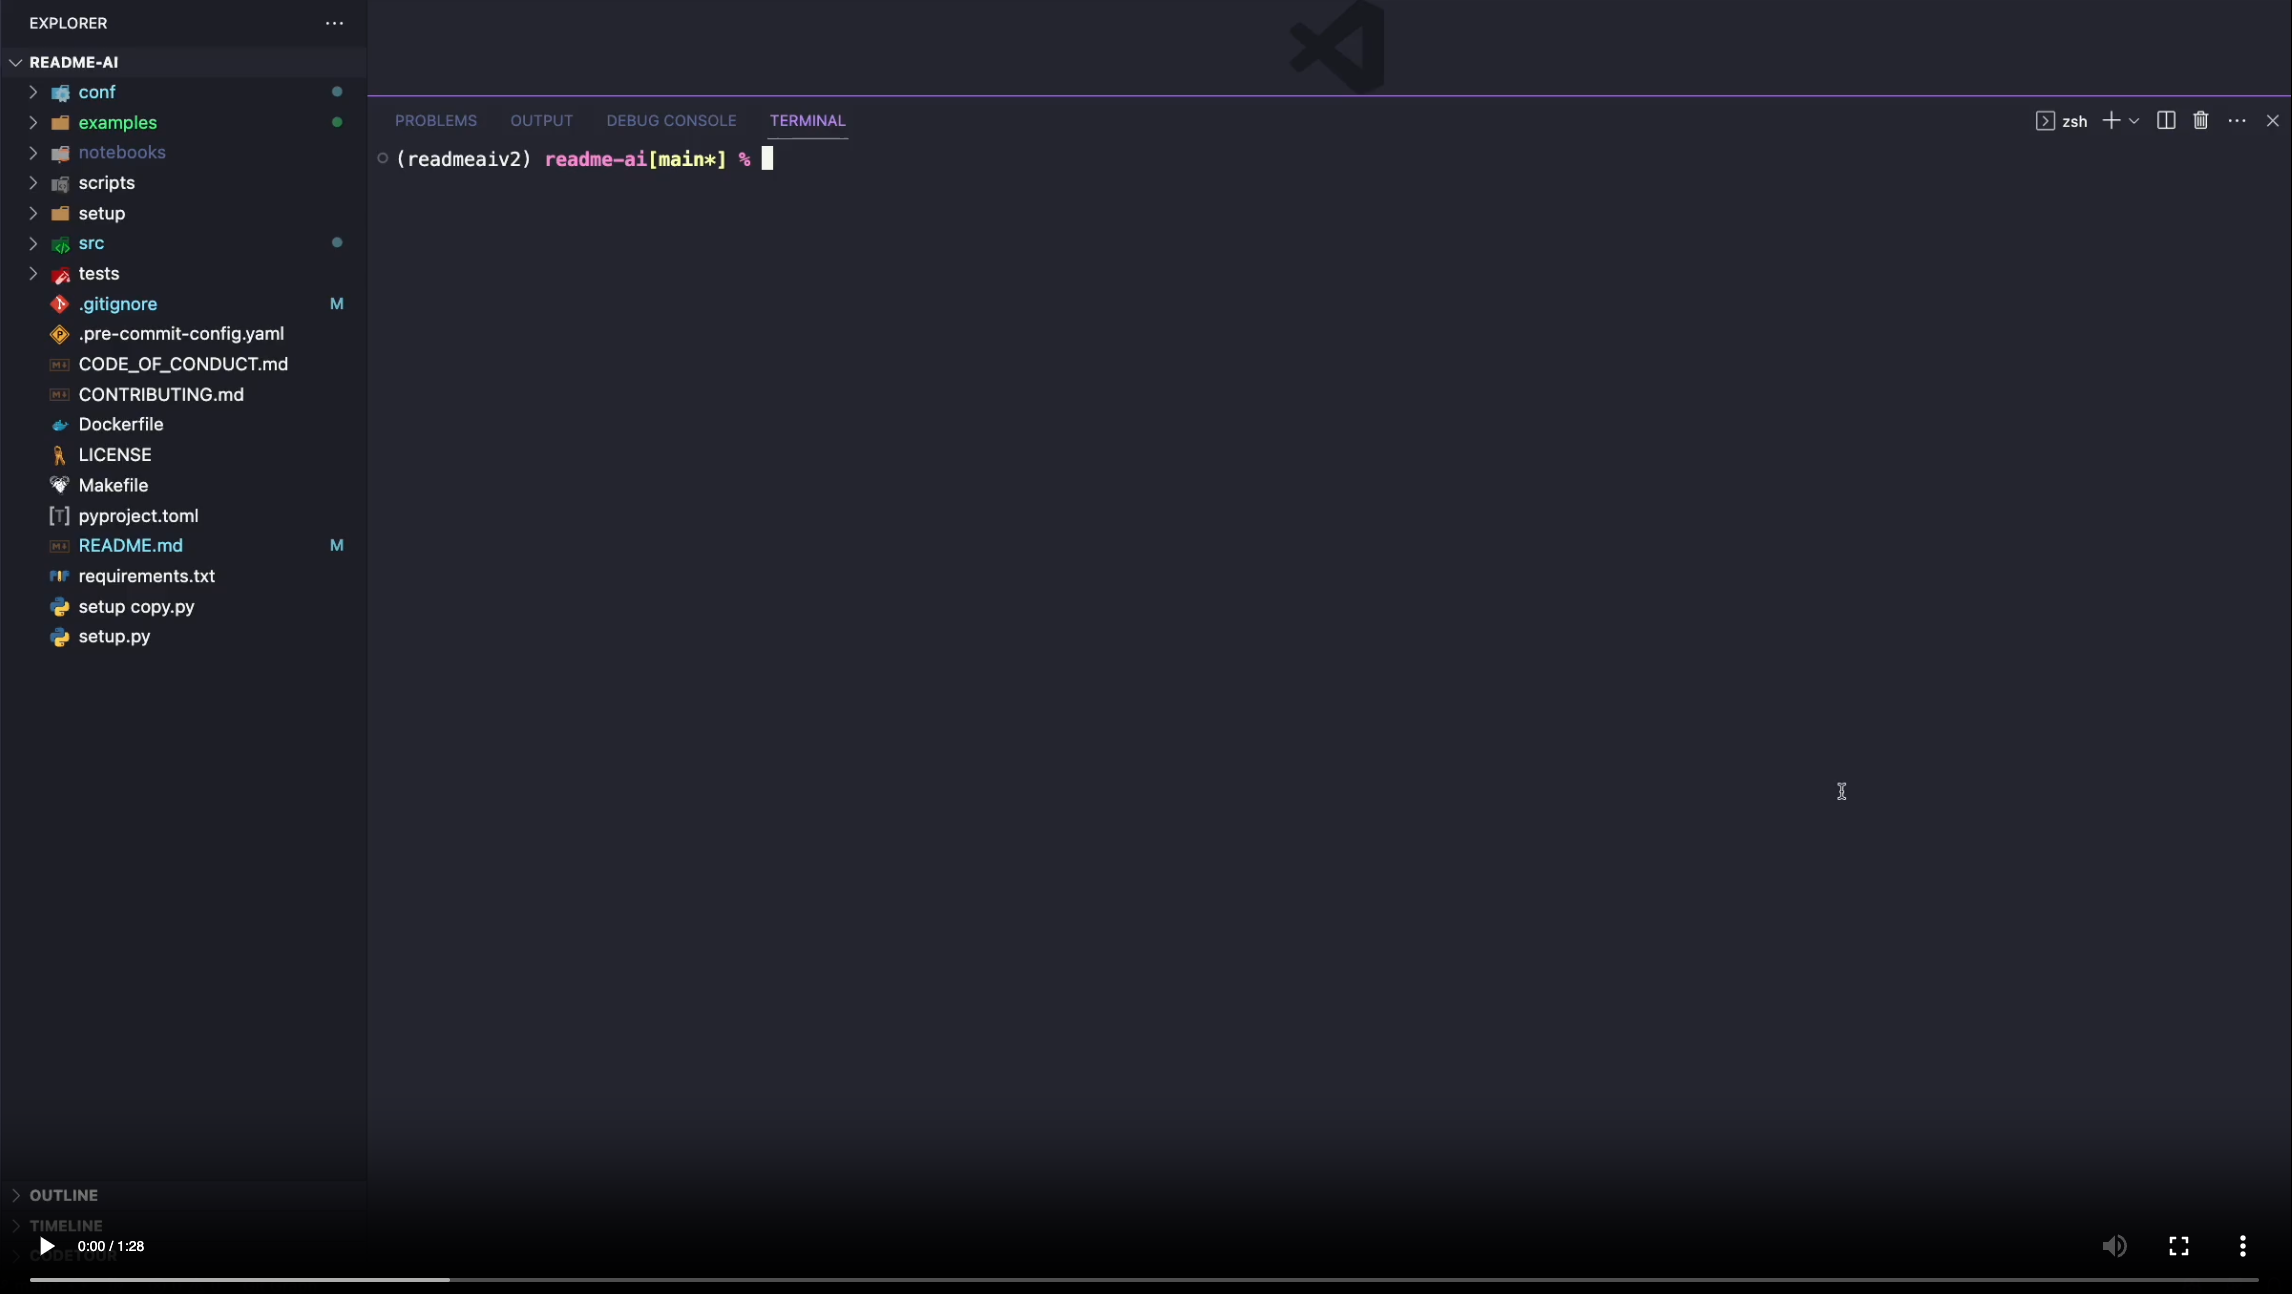 EXPLORER
README-AI
conf
examples
notebooks
scripts
setup
src
tests
.gitignore M
.pre-commit-config.yaml
CODE_OF_CONDUCT.md
CONTRIBUTING.md
Dockerfile
LICENSE
Makefile
pyproject.toml
README.md M
requirements.txt
setup copy.py
setup.py
OUTLINE
TIMELINE
CODETOUR
PROBLEMS OUTPUT DEBUG CONSOLE TERMINAL
zsh
(readmeaiv2) readme-ai[main*] %
0:00 / 1:28